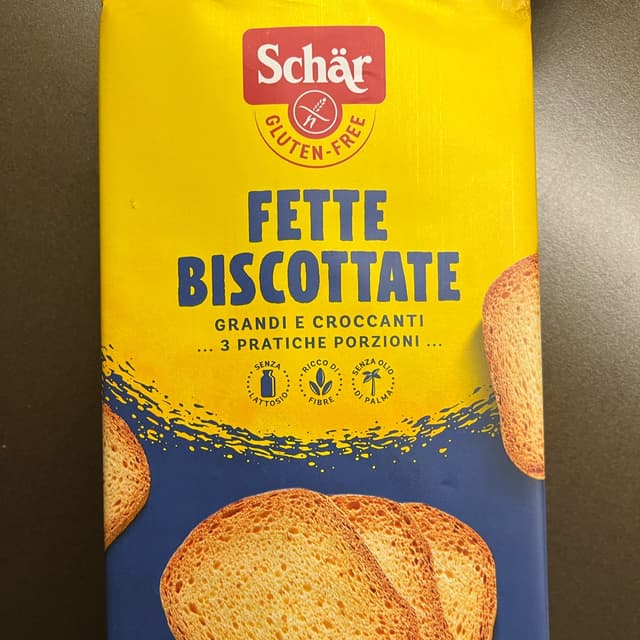 Schär
GLUTEN-FREE
FETTE
BISCOTTATE
GRANDI E CROCCANTI
... 3 PRATICHE PORZIONI ...
SENZA LATTOSIO
RICCO DI FIBRE
SENZA OLIO DI PALMA